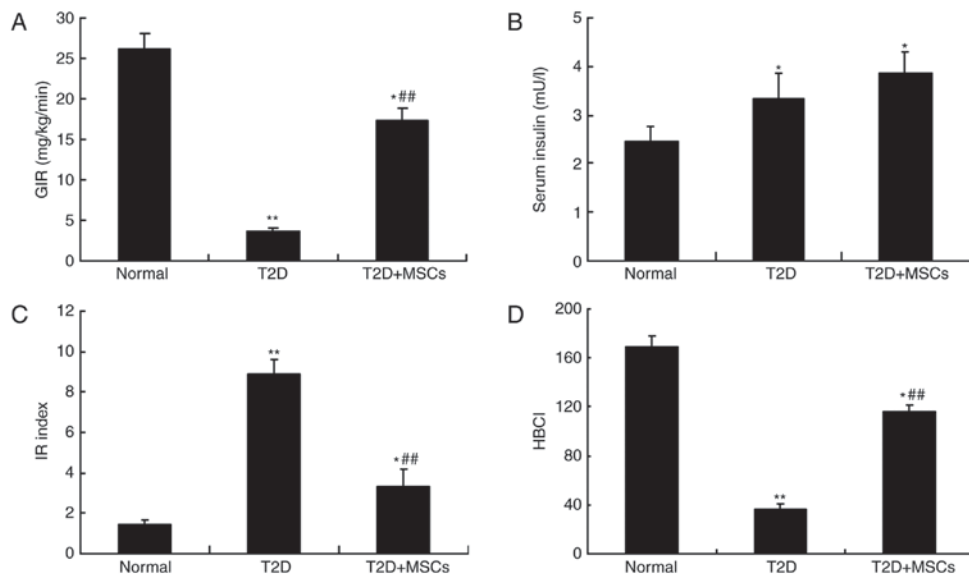 A
GIR (mg/kg/min)
30
25
20
15
10
5
0
**
*##
Normal
T2D
T2D+MSCs
B
Serum insulin (mU/l)
5
4
3
2
1
0
*
*
Normal
T2D
T2D+MSCs
C
IR index
12
10
8
6
4
2
0
**
*##
Normal
T2D
T2D+MSCs
D
HBCI
200
160
120
80
40
0
**
*##
Normal
T2D
T2D+MSCs